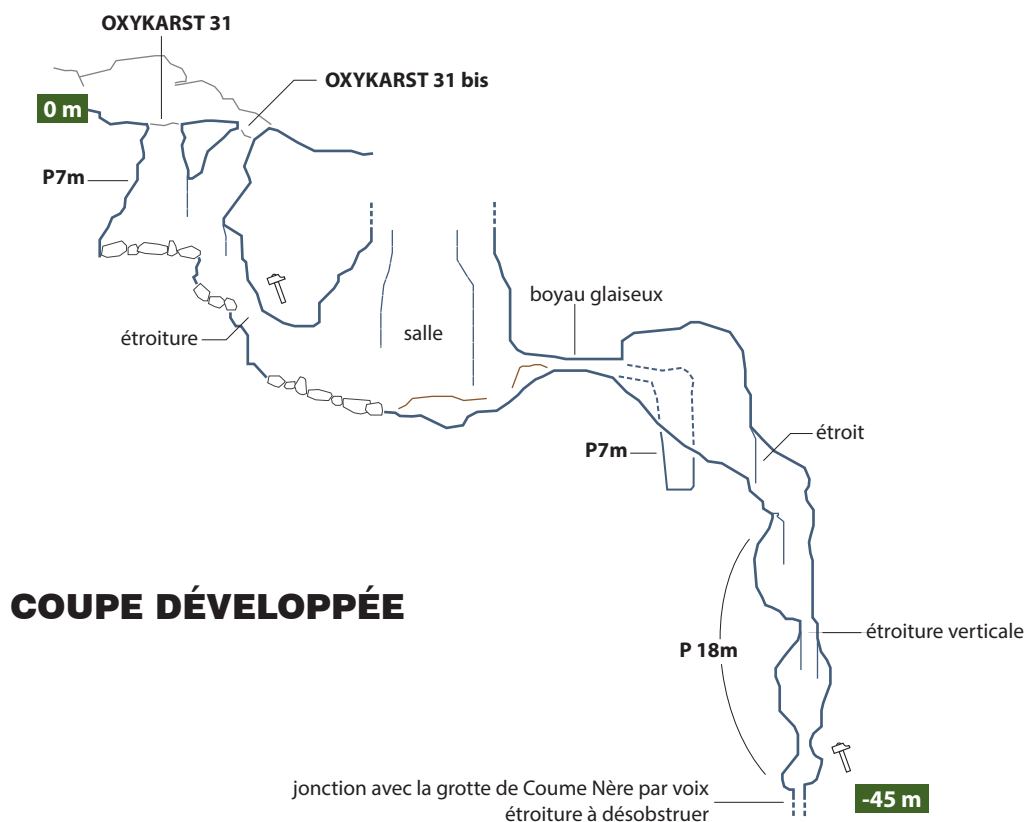 OXYKARST 31
OXYKARST 31 bis
0 m
P7m
boyau glaiseux
étroiture
salle
étroit
P7m
COUPE DÉVELOPPÉE
étroiture verticale
P 18m
jonction avec la grotte de Coume Nère par voix
étroiture à désobstruer
-45 m